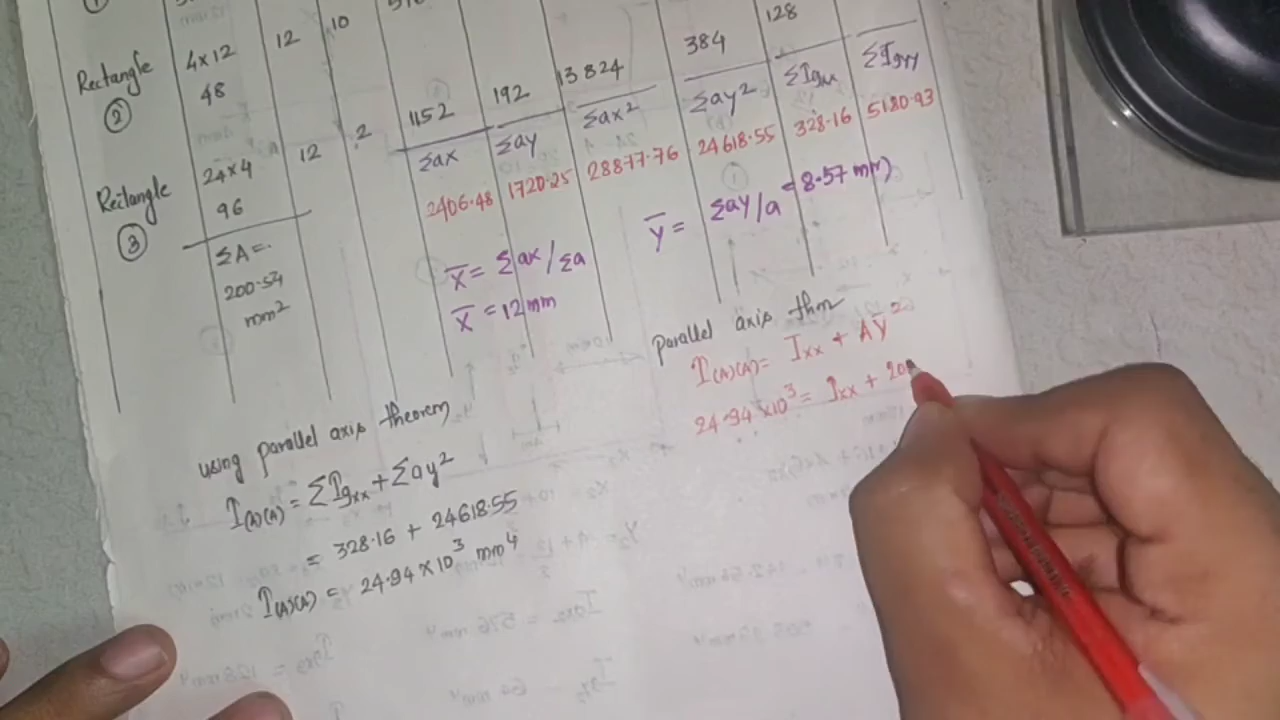 Rectangle
②
4x12
48
12
10
Rectangle
③
24x4
96
12
2
1152
192
13824
384
128
ΣA=
200.54
mm²
Σax
2406.48
Σay
1720.25
Σax²
28877.76
Σay²
24618.55
ΣIgxx
328.16
ΣIgyy
5180.93
x̄ = Σax/Σa
x̄ = 12mm
ȳ = Σay/a = 8.57 mm)
using parallel axis theorem
I(A)(A) = ΣIgxx + Σay²
= 328.16 + 24618.55
I(A)(A) = 24.94 x 10³ mm⁴
parallel axis thm
I(A)(A) = Ixx + Aȳ²
24.94 x10³ = Ixx + 200